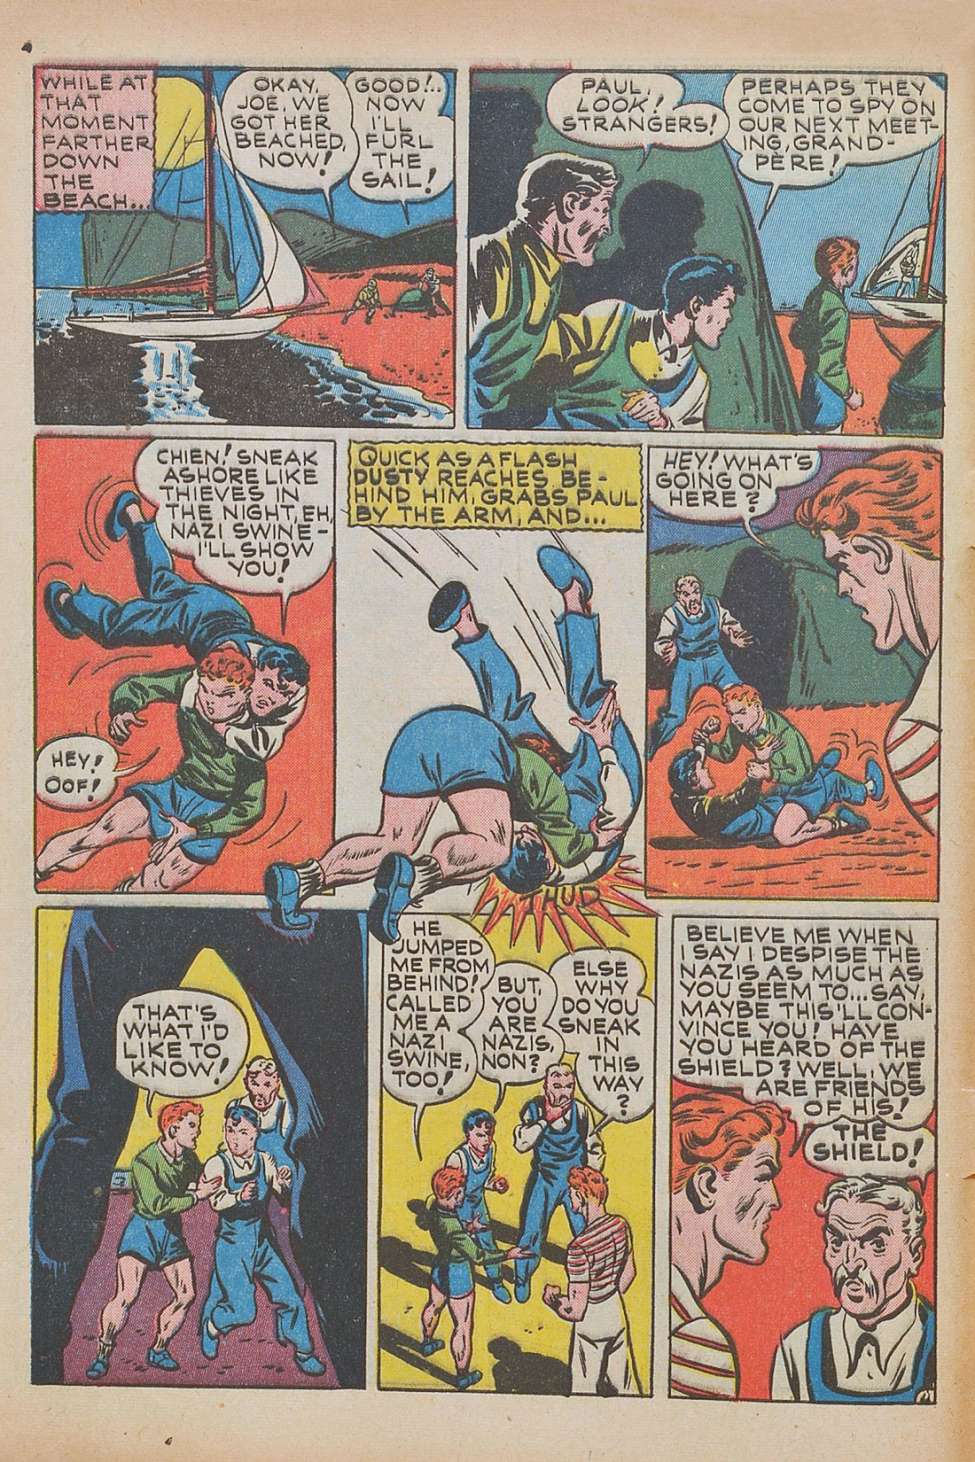 WHILE AT
THAT
MOMENT
FARTHER
DOWN
THE
BEACH...
OKAY,
JOE, WE
GOT HER
BEACHED,
NOW!
GOOD!..
NOW
I'LL
FURL
THE
SAIL!
PAUL,
LOOK!
STRANGERS!
PERHAPS THEY
COME TO SPY ON
OUR NEXT MEET-
ING, GRAND-
PÈRE!
CHIEN! SNEAK
ASHORE LIKE
THIEVES IN
THE NIGHT, EH,
NAZI SWINE-
I'LL SHOW
YOU!
HEY!
OOF!
QUICK AS A FLASH
DUSTY REACHES BE-
HIND HIM, GRABS PAUL
BY THE ARM, AND...
THUD
HEY! WHAT'S
GOING ON
HERE?
THAT'S
WHAT I'D
LIKE TO
KNOW!
HE
JUMPED
ME FROM
BEHIND!
CALLED
ME A
NAZI
SWINE,
TOO!
BUT,
YOU
ARE
NAZIS,
NON?
ELSE
WHY
DO YOU
SNEAK
IN
THIS
WAY?
BELIEVE ME WHEN
I SAY I DESPISE THE
NAZIS AS MUCH AS
YOU SEEM TO... SAY,
MAYBE THIS'LL CON-
VINCE YOU! HAVE
YOU HEARD OF THE
SHIELD? WELL, WE
ARE FRIENDS
OF HIS!
THE
SHIELD!